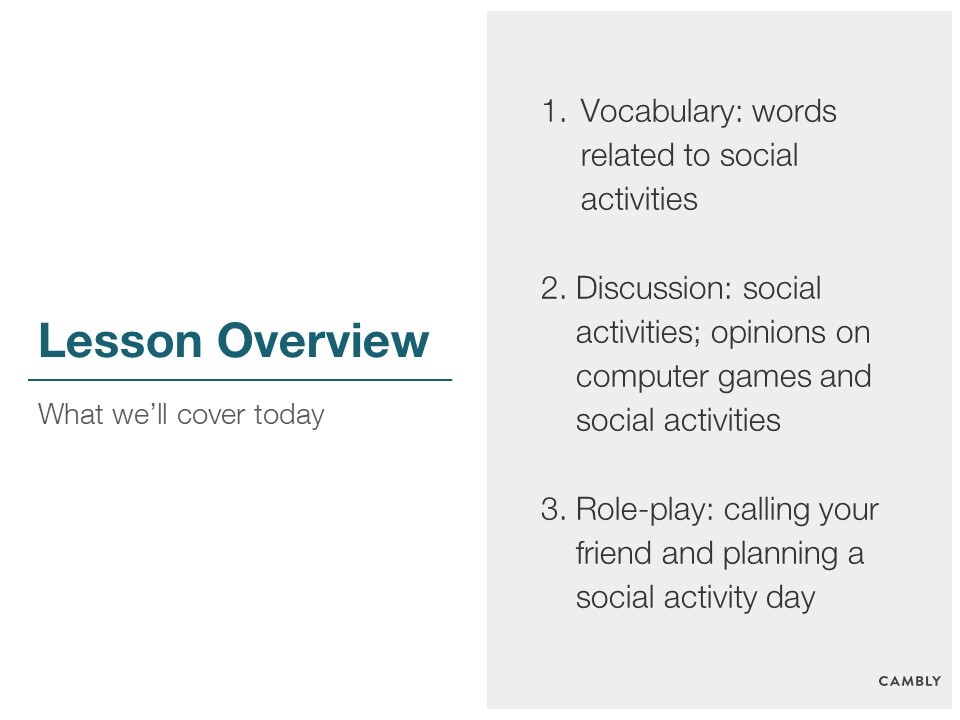 Lesson Overview
What we’ll cover today
1. Vocabulary: words
related to social
activities
2. Discussion: social
activities; opinions on
computer games and
social activities
3. Role-play: calling your
friend and planning a
social activity day
CAMBLY